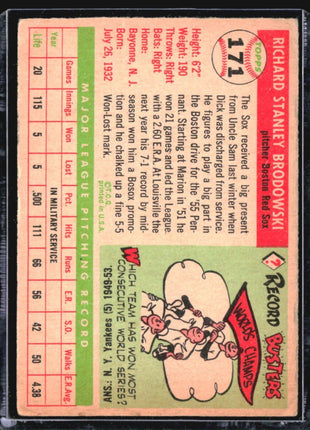 TOPPS
171
RICHARD STANLEY BRODOWSKI
pitcher BOSTON RED SOX
Height: 6'2"
Weight: 190
Throws: Right
Bats: Right
Home:
Bayonne, N. J.
Born:
July 26, 1932
The Sox received a big present
from Uncle Sam last winter when
Dick was discharged from service.
He figures to play a big part in
the Boston drive for the '55 Pen-
nant. Starting at Marion in '51 he
won 21 games and led the league
with a 2.60 E.R.A. At Louisville the
next year his 7-1 record by mid-
season won him a Bosox promo-
tion and he chalked up a fine 5-5
Won-Lost mark.
©T.C.G.
PRINTED IN U.S.A.
? RECORD BUSTERS
WORLDS CHAMPS
WHICH TEAM HAS WON MOST
CONSECUTIVE WORLD SERIES?
ANS: N. Y. Yankees
(5) 1949-53.
MAJOR LEAGUE PITCHING RECORD
Year Games Innings Won Lost Pct. Hits Runs E.R. S.O. Walks E.R.Avg.
IN MILITARY SERVICE
Life 20 115 5 5 .500 111 66 56 42 50 4.38